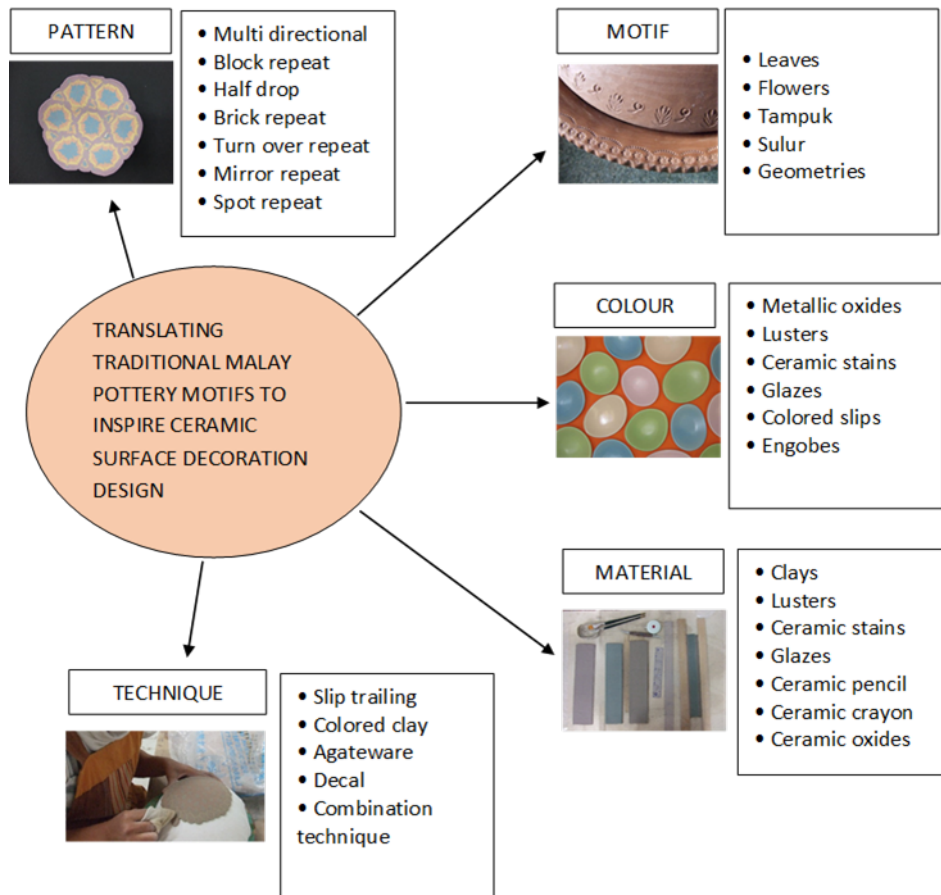 PATTERN
• Multi directional
• Block repeat
• Half drop
• Brick repeat
• Turn over repeat
• Mirror repeat
• Spot repeat
MOTIF
• Leaves
• Flowers
• Tampuk
• Sulur
• Geometries
TRANSLATING
TRADITIONAL MALAY
POTTERY MOTIFS TO
INSPIRE CERAMIC
SURFACE DECORATION
DESIGN
COLOUR
• Metallic oxides
• Lusters
• Ceramic stains
• Glazes
• Colored slips
• Engobes
MATERIAL
• Clays
• Lusters
• Ceramic stains
• Glazes
• Ceramic pencil
• Ceramic crayon
• Ceramic oxides
TECHNIQUE
• Slip trailing
• Colored clay
• Agateware
• Decal
• Combination
technique